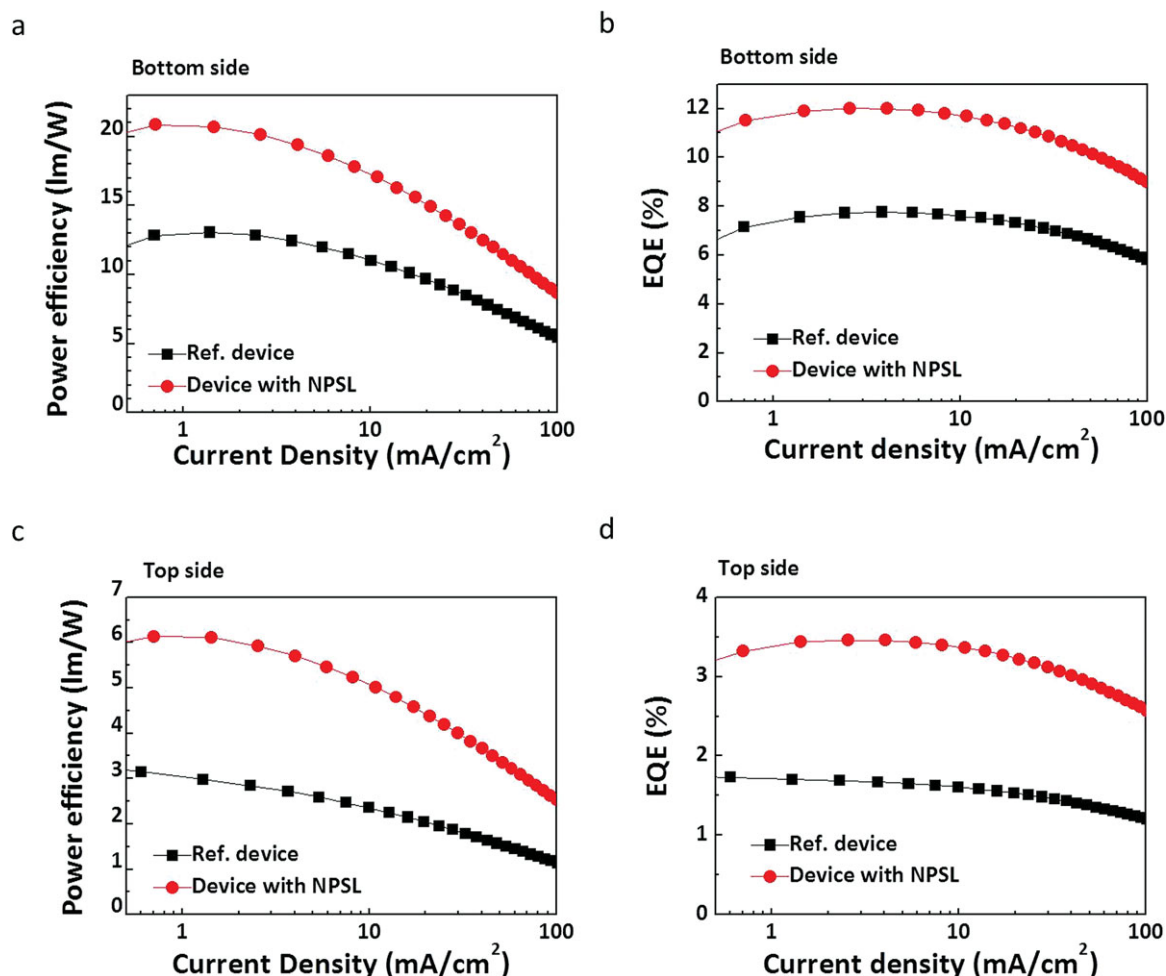 a
Bottom side
Power efficiency (lm/W)
20
15
10
5
0
Ref. device
Device with NPSL
1
10
100
Current Density (mA/cm²)
b
Bottom side
EQE (%)
12
10
8
6
4
2
0
Ref. device
Device with NPSL
1
10
100
Current density (mA/cm²)
c
Top side
Power efficiency (lm/W)
7
6
5
4
3
2
1
0
Ref. device
Device with NPSL
1
10
100
Current Density (mA/cm²)
d
Top side
EQE (%)
4
3
2
1
0
Ref. device
Device with NPSL
1
10
100
Current density (mA/cm²)